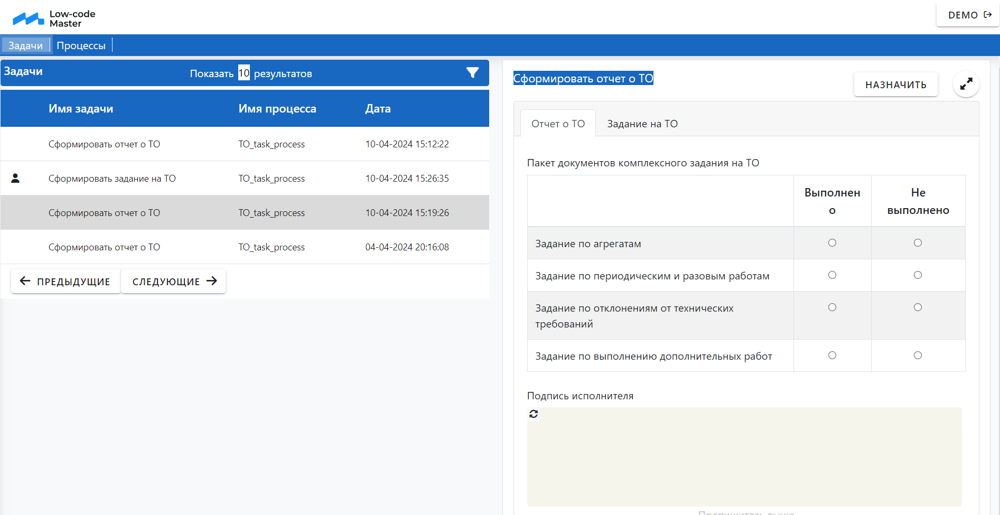 Low-code
Master
DEMO
Задачи
Процессы
Задачи
Показать 10 результатов
Имя задачи Имя процесса Дата
Сформировать отчет о ТО TO_task_process 10-04-2024 15:12:22
Сформировать задание на ТО TO_task_process 10-04-2024 15:26:35
Сформировать отчет о ТО TO_task_process 10-04-2024 15:19:26
Сформировать отчет о ТО TO_task_process 04-04-2024 20:16:08
ПРЕДЫДУЩИЕ СЛЕДУЮЩИЕ
Сформировать отчет о ТО
НАЗНАЧИТЬ
Отчет о ТО Задание на ТО
Пакет документов комплексного задания на ТО
Выполнен
о
Не
выполнено
Задание по агрегатам
Задание по периодическим и разовым работам
Задание по отклонениям от технических
требований
Задание по выполнению дополнительных работ
Подпись исполнителя
Подпишитесь выше